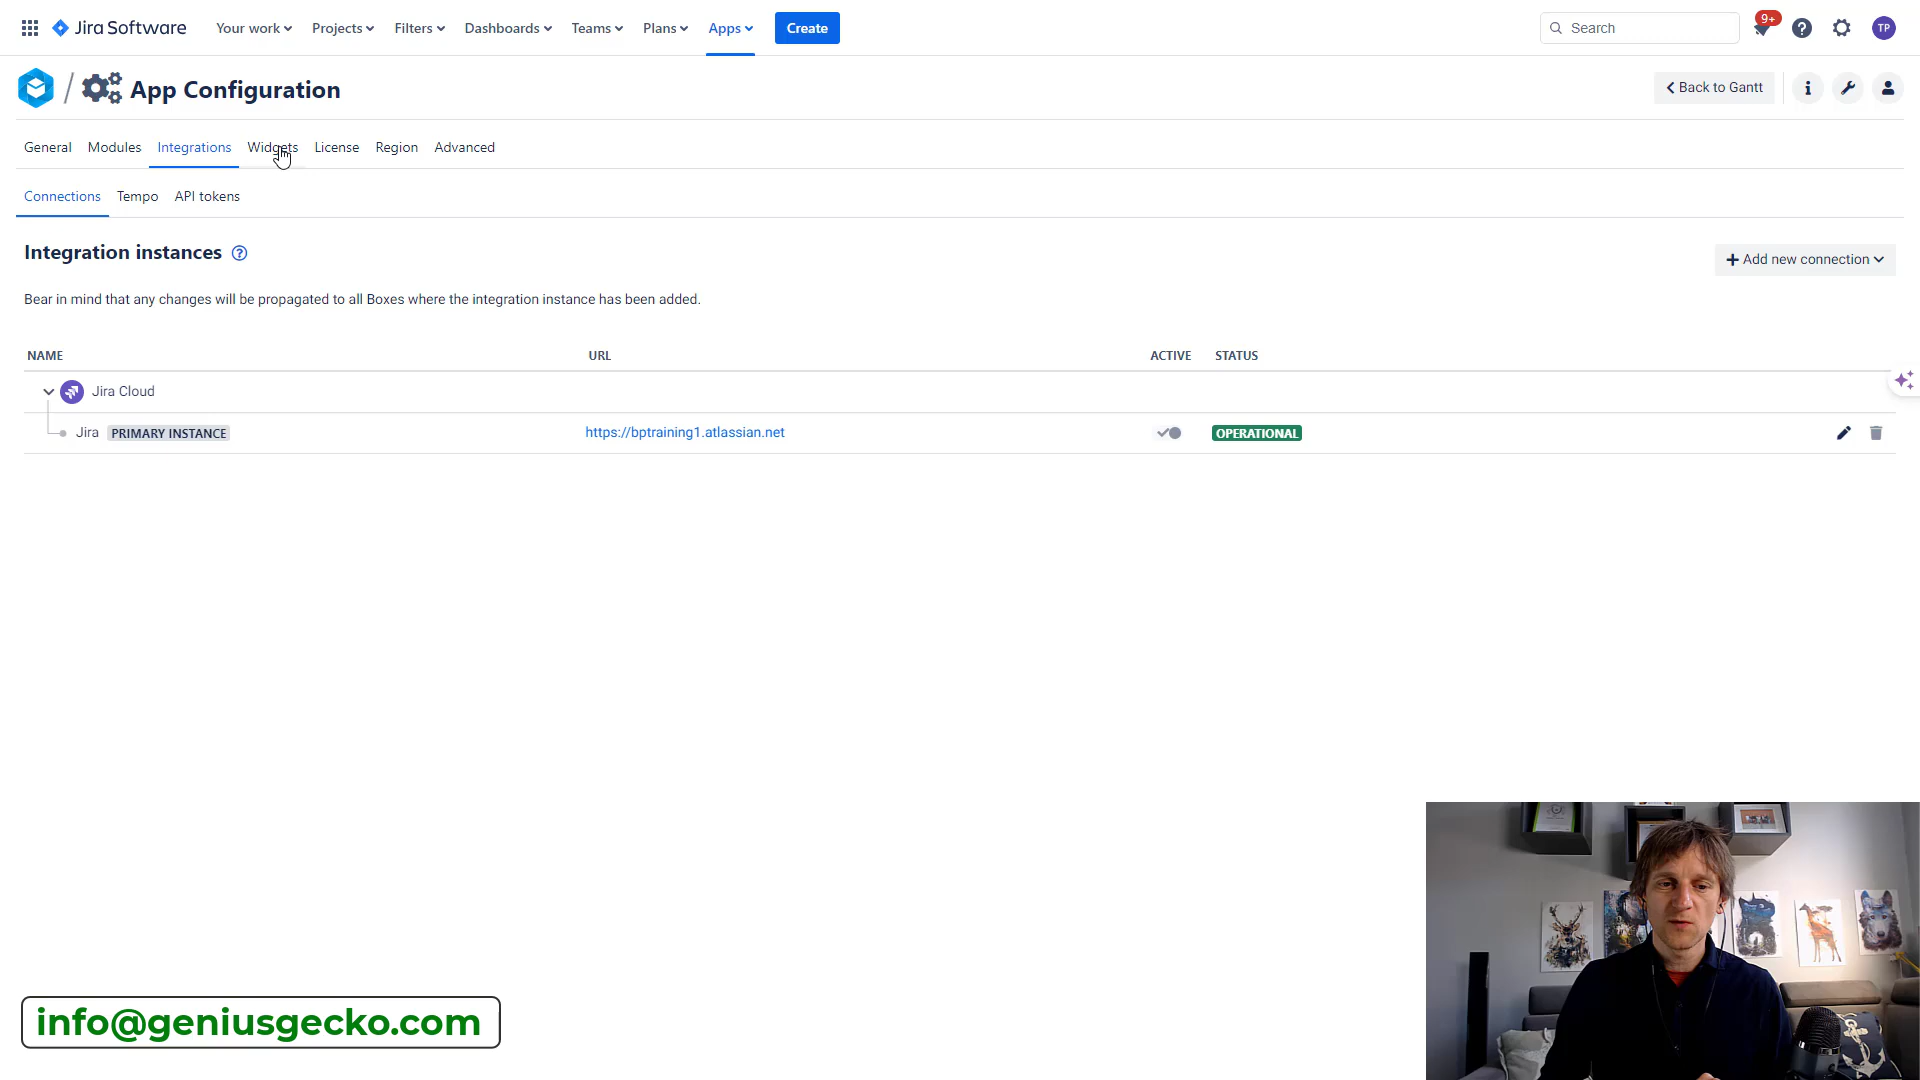 Jira Software
Your work
Projects
Filters
Dashboards
Teams
Plans
Apps
Create
Search
9+
TP
/ App Configuration
Back to Gantt
General
Modules
Integrations
Widgets
License
Region
Advanced
Connections
Tempo
API tokens
Integration instances
Add new connection
Bear in mind that any changes will be propagated to all Boxes where the integration instance has been added.
NAME
URL
ACTIVE
STATUS
Jira Cloud
Jira PRIMARY INSTANCE
https://bptraining1.atlassian.net
OPERATIONAL
info@geniusgecko.com